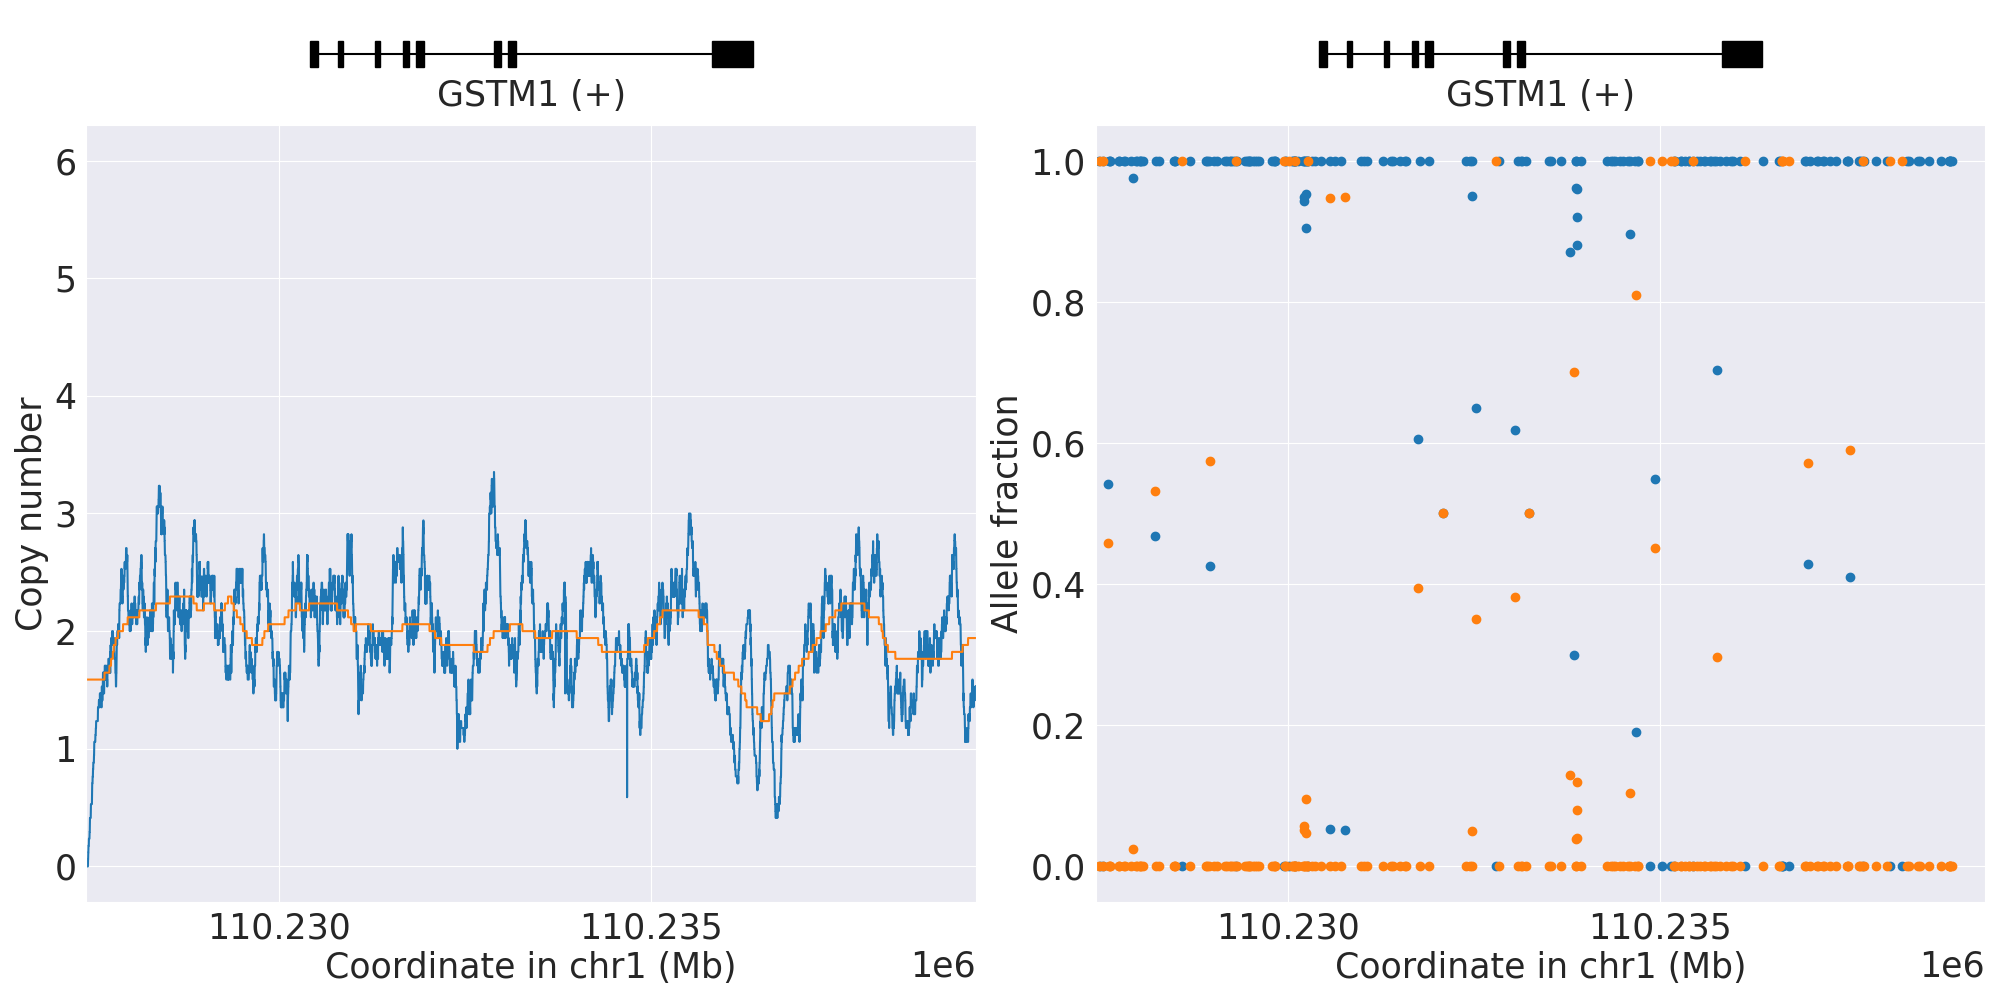 GSTM1 (+)
6
5
4
3
2
1
0
Copy number
110.230
110.235
Coordinate in chr1 (Mb)
1e6
GSTM1 (+)
1.0
0.8
0.6
0.4
0.2
0.0
Allele fraction
110.230
110.235
Coordinate in chr1 (Mb)
1e6